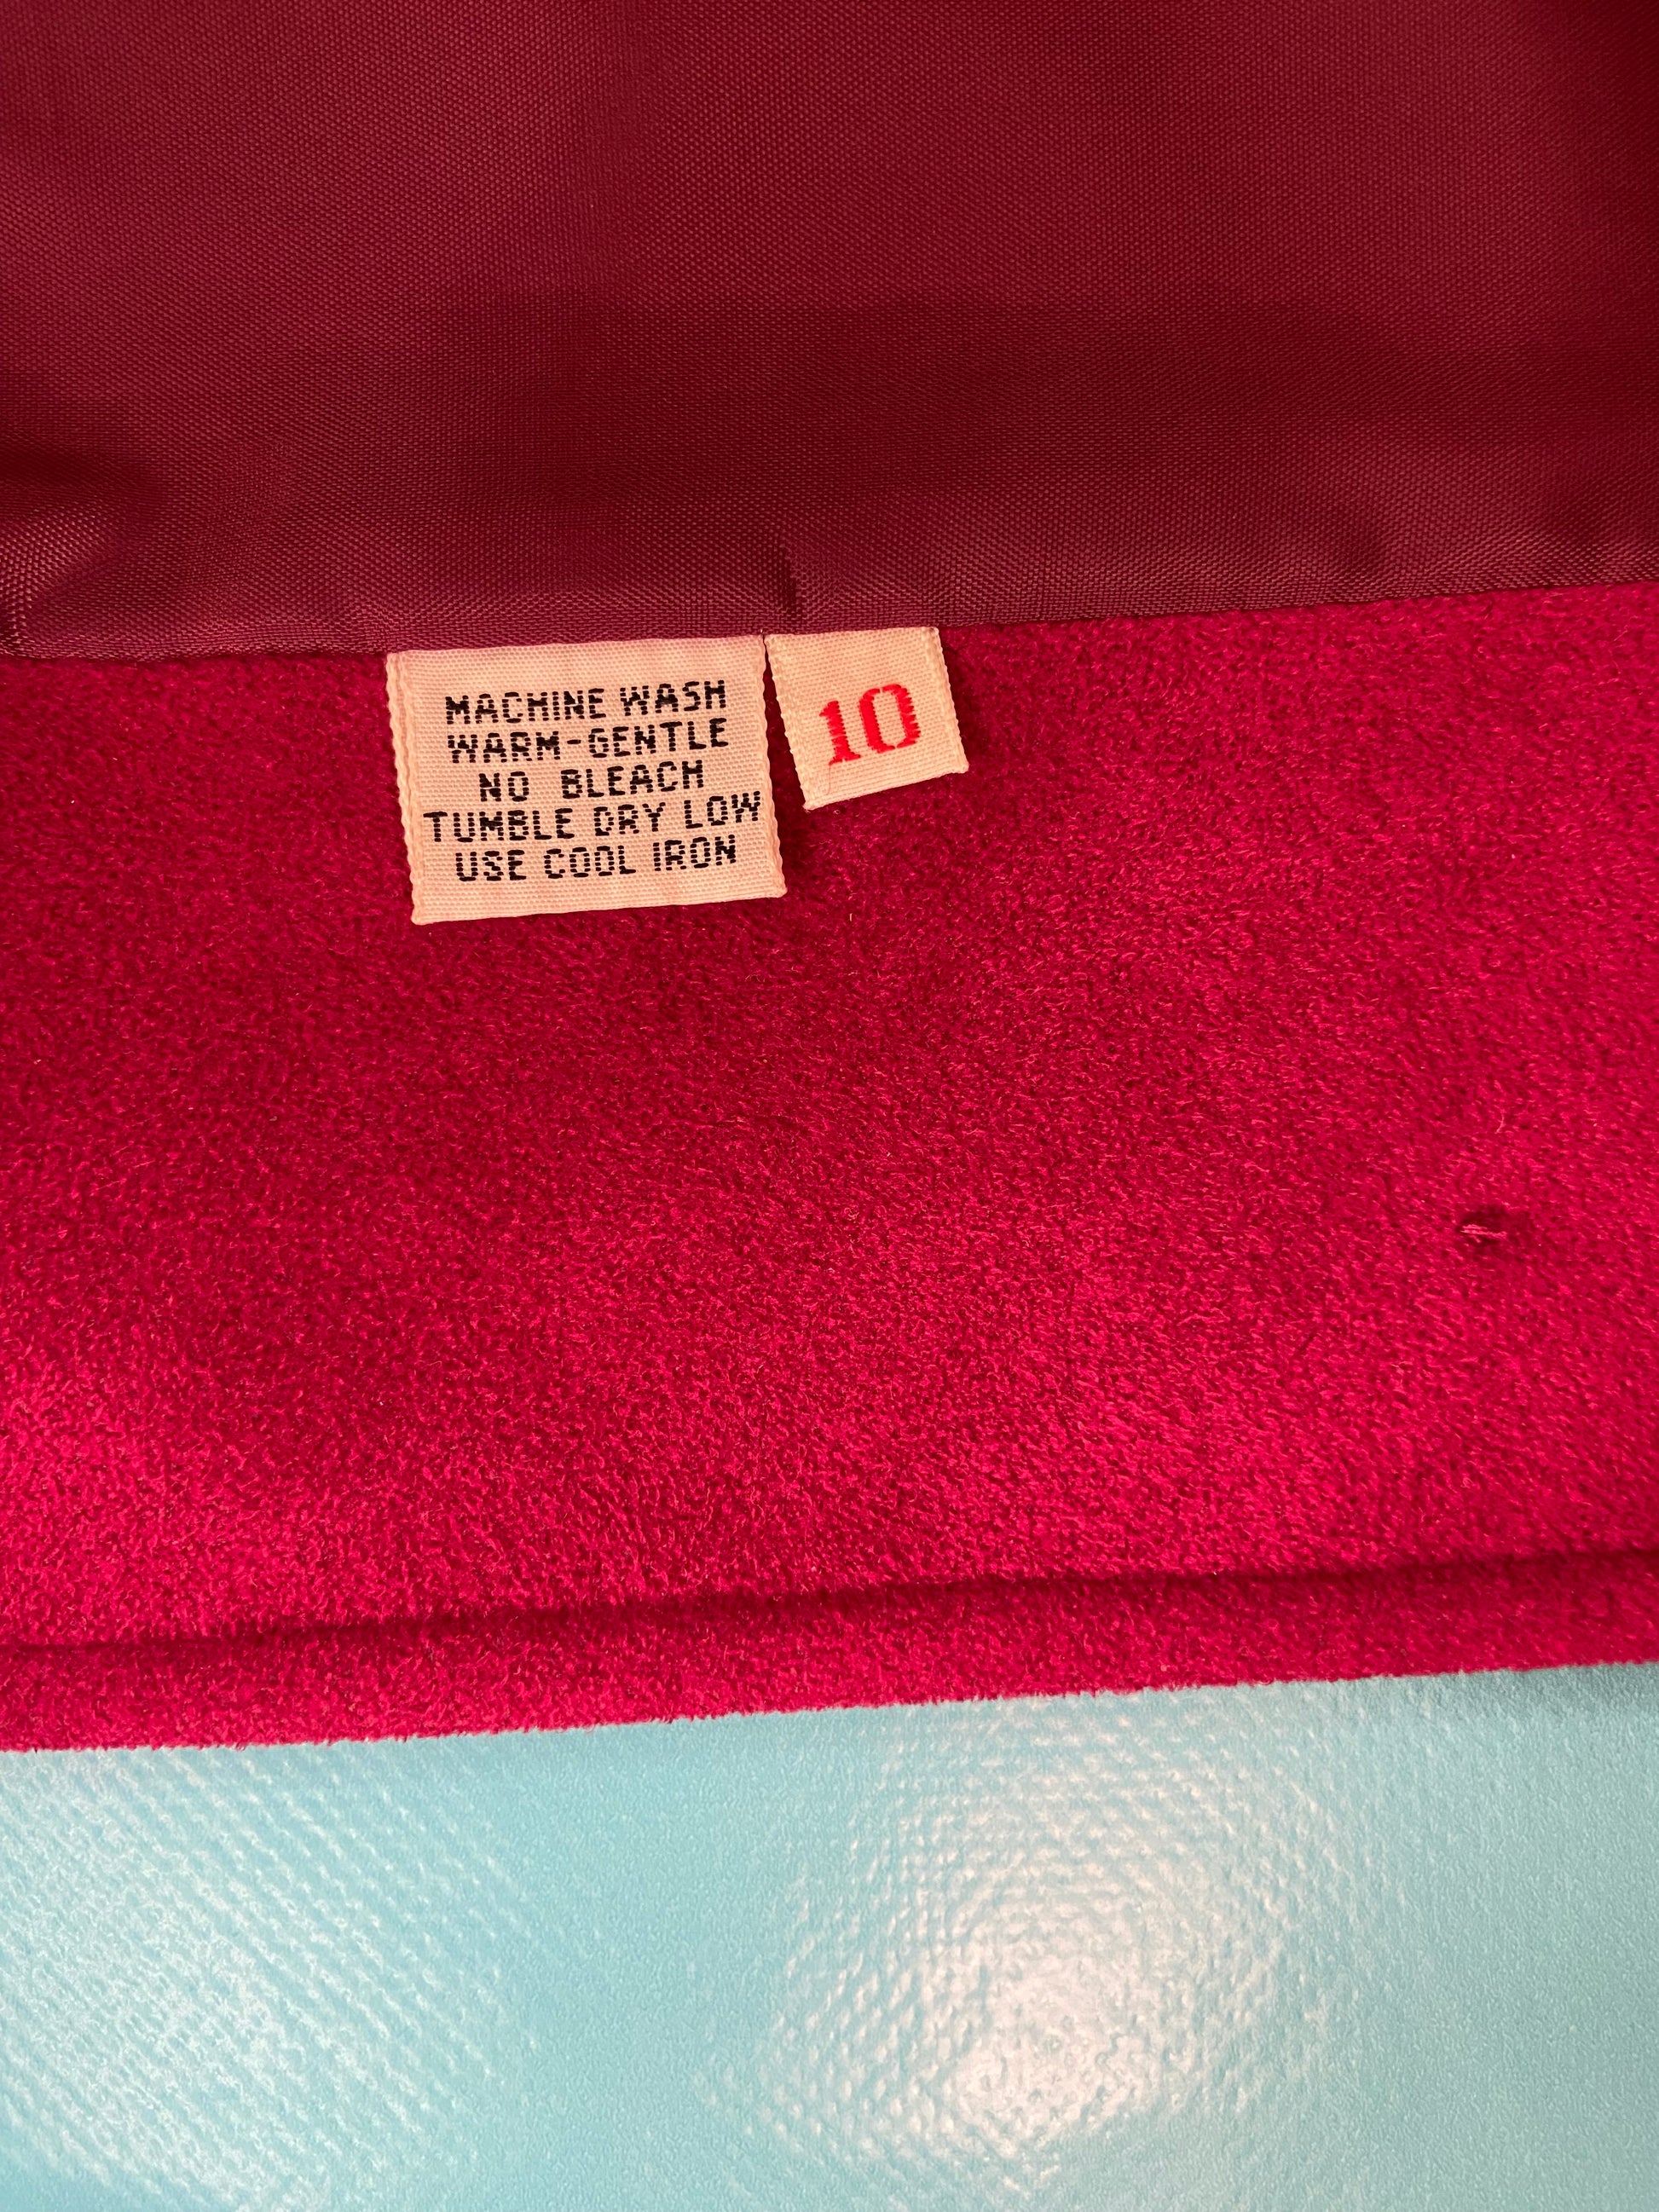 MACHINE WASH
WARM-GENTLE
NO BLEACH
TUMBLE DRY LOW
USE COOL IRON
10